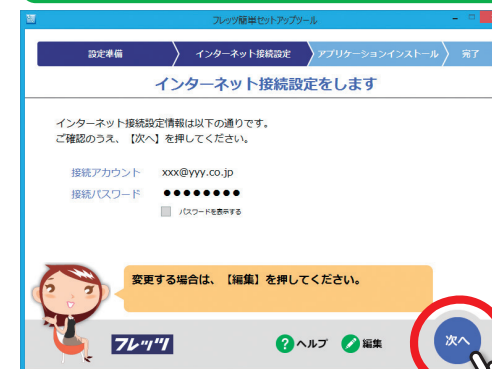 フレッツ簡単セットアップツール
設定準備 インターネット接続設定 アプリケーションインストール 完了
インターネット接続設定をします
インターネット接続設定情報は以下の通りです。
ご確認のうえ、【次へ】を押してください。
接続アカウント xxx@yyy.co.jp
接続パスワード ●●●●●●●●
パスワードを表示する
変更する場合は、【編集】を押してください。
フレッツ ?ヘルプ 編集 次へ